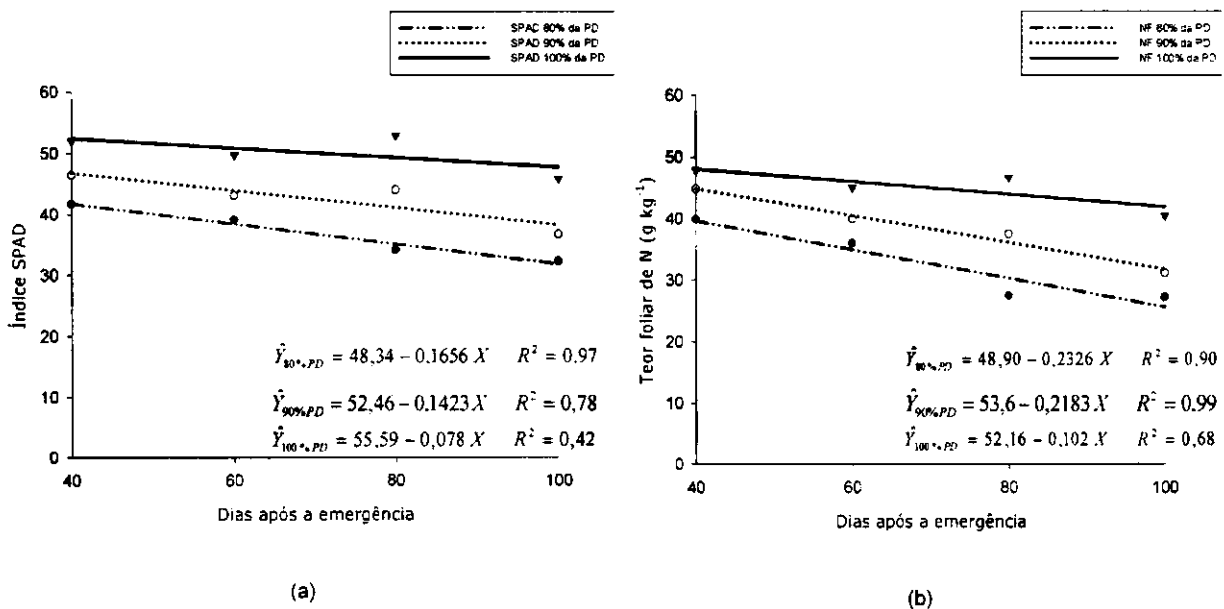 SPAD 80% da PD
SPAD 90% da PD
SPAD 100% da PD
60
50
40
30
20
10
0
Índice SPAD
Ŷ80%PD = 48,34 – 0,1656 X R² = 0,97
Ŷ90%PD = 52,46 – 0,1423 X R² = 0,78
Ŷ100%PD = 55,59 – 0,078 X R² = 0,42
40 60 80 100
Dias após a emergência
(a)
NF 80% da PD
NF 90% da PD
NF 100% da PD
60
50
40
30
20
10
0
Teor foliar de N (g kg⁻¹)
Ŷ80%PD = 48,90 – 0,2326 X R² = 0,90
Ŷ90%PD = 53,6 – 0,2183 X R² = 0,99
Ŷ100%PD = 52,16 – 0,102 X R² = 0,68
40 60 80 100
Dias após a emergência
(b)